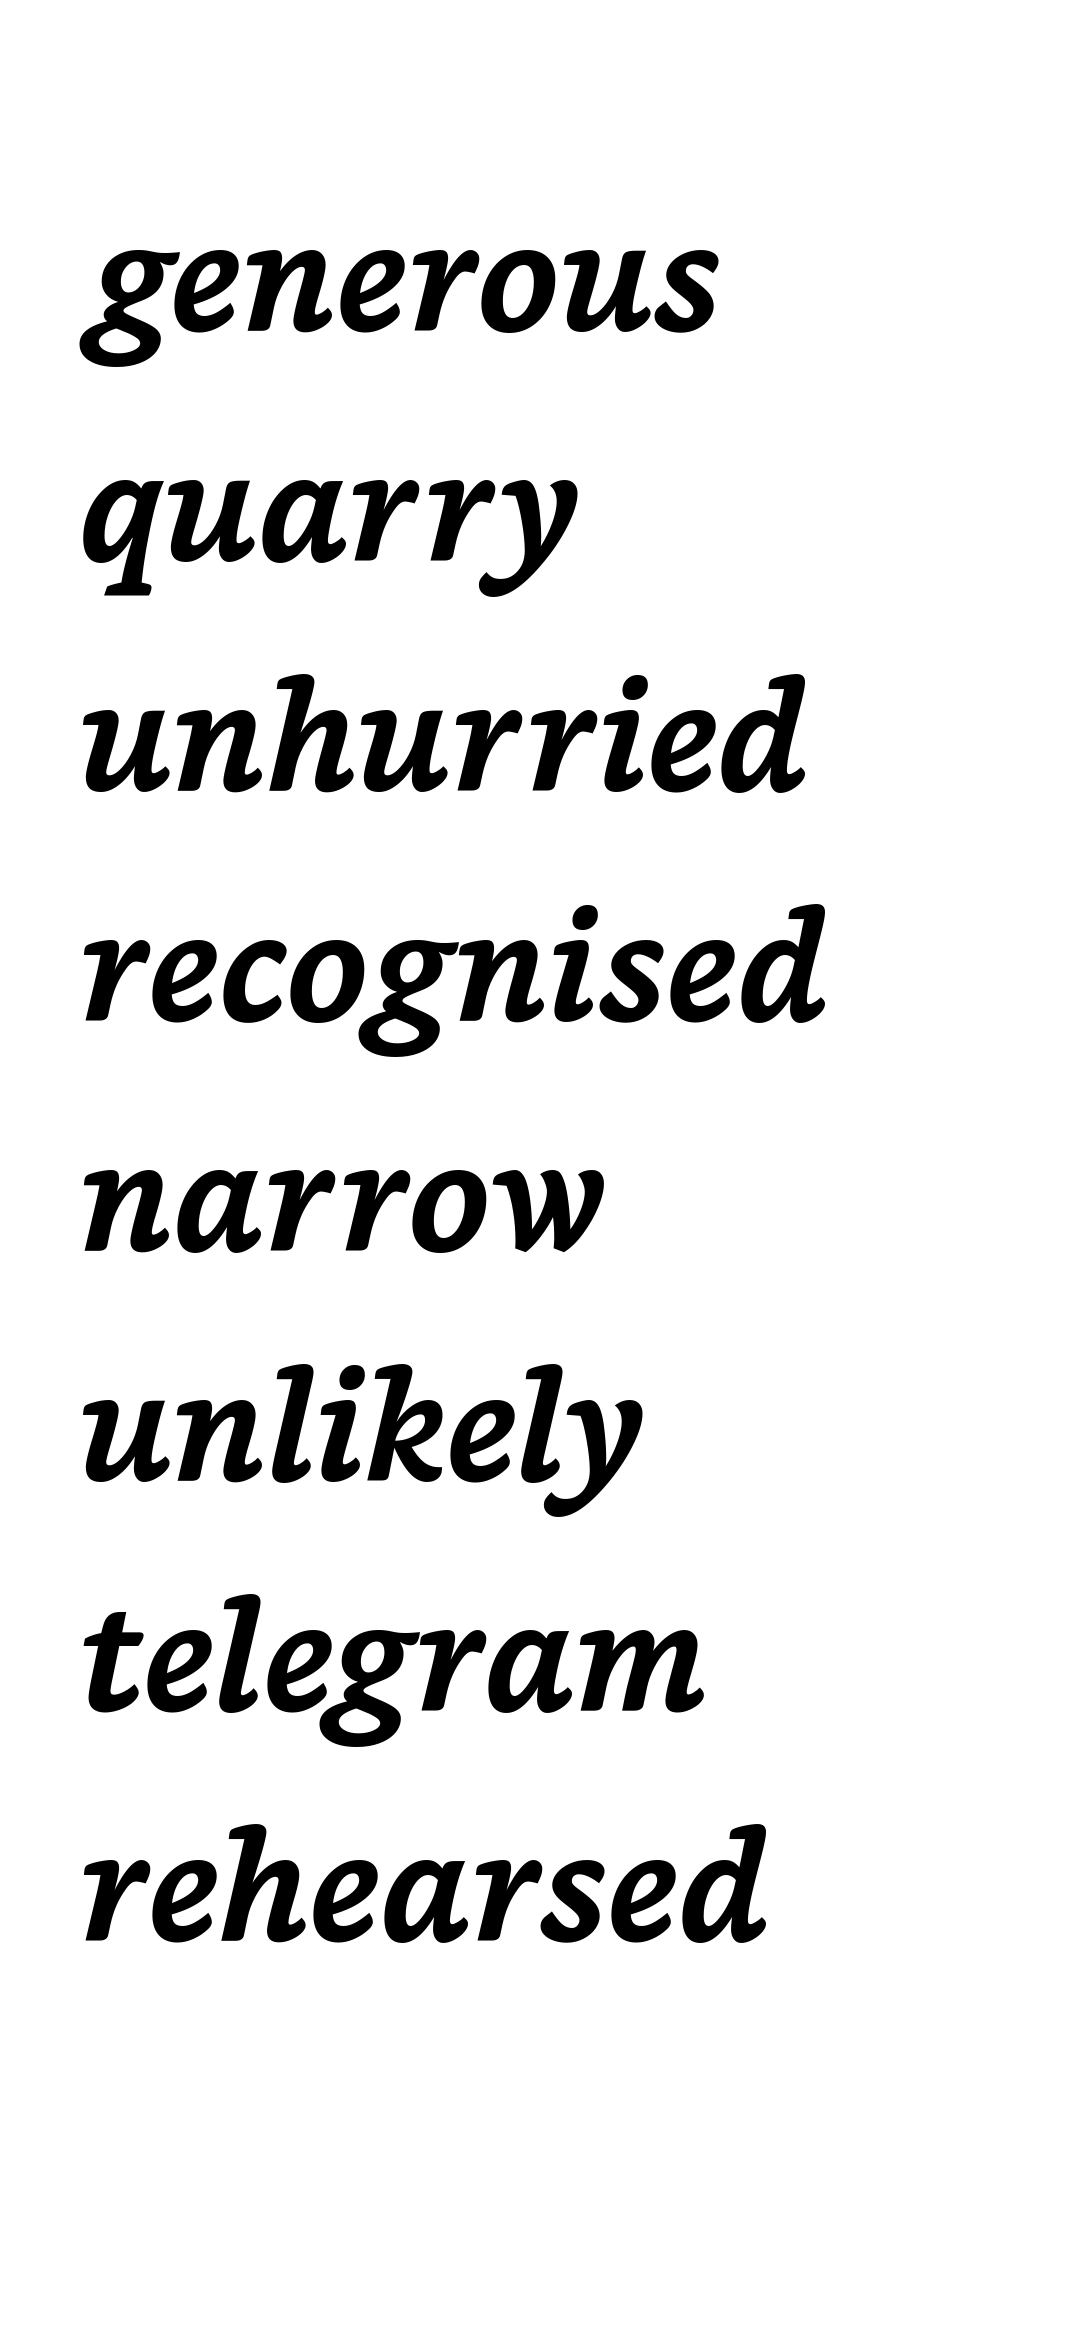 generous
quarry
unhurried
recognised
narrow
unlikely
telegram
rehearsed